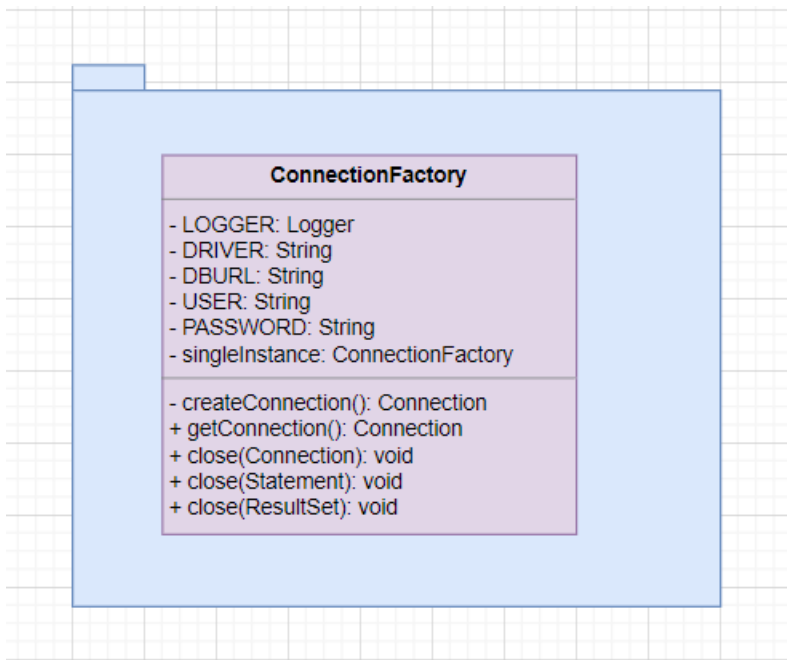 ConnectionFactory
- LOGGER: Logger
- DRIVER: String
- DBURL: String
- USER: String
- PASSWORD: String
- singleInstance: ConnectionFactory
- createConnection(): Connection
+ getConnection(): Connection
+ close(Connection): void
+ close(Statement): void
+ close(ResultSet): void